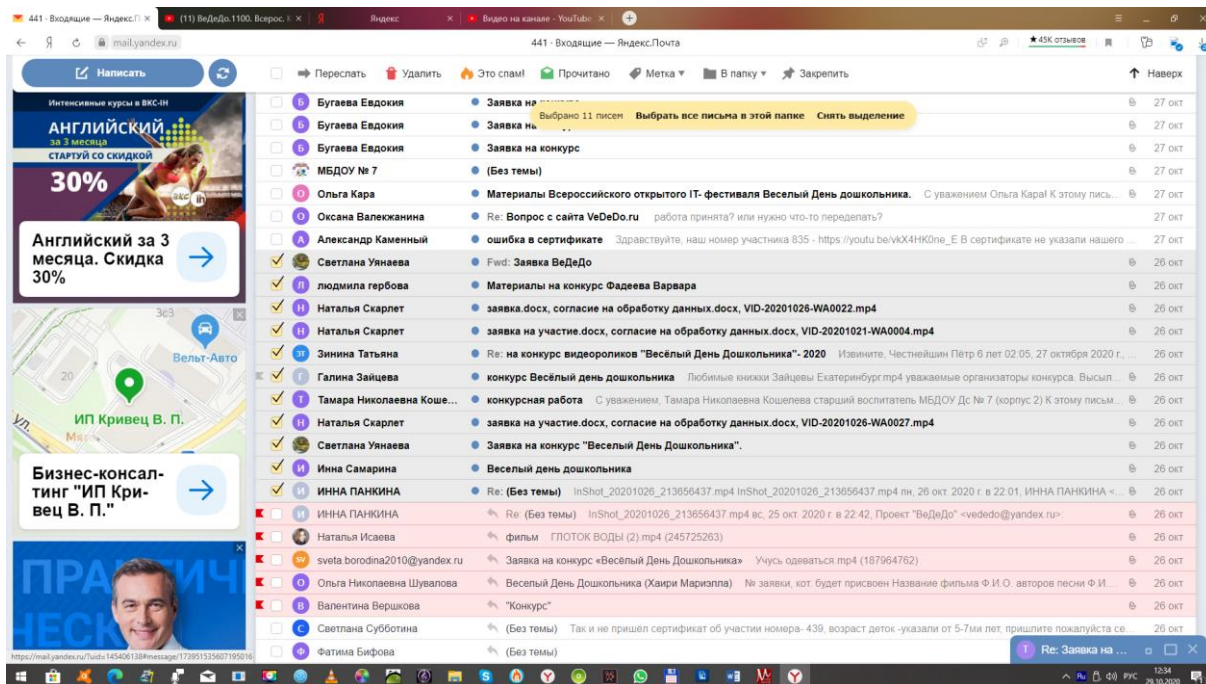 441 · Входящие — Яндекс.П
(11) ВеДеДо.1100. Всерос.
Яндекс
Видео на канале - YouTube
mail.yandex.ru
441 · Входящие — Яндекс.Почта
★ 45K отзывов
Написать
Переслать Удалить Это спам! Прочитано Метка В папку Закрепить Наверх
Интенсивные курсы в ВКС-IH
АНГЛИЙСКИЙ
за 3 месяца
СТАРТУЙ СО СКИДКОЙ
30%
Английский за 3
месяца. Скидка
30%
3с3
Вельт-Авто
20
ИП Кривец В. П.
ул.
Бизнес-консал-
тинг "ИП Кри-
вец В. П."
https://mail.yandex.ru/?uid=145406138#message/173951535607195016
Выбрано 11 писем Выбрать все письма в этой папке Снять выделение
Б Бугаева Евдокия Заявка на 27 окт
Б Бугаева Евдокия Заявка на 27 окт
Б Бугаева Евдокия Заявка на конкурс 27 окт
МБДОУ № 7 (Без темы) 27 окт
О Ольга Кара Материалы Всероссийского открытого IT- фестиваля Веселый День дошкольника. С уважением Ольга Кара! К этому пись... 27 окт
О Оксана Валекжанина Re: Вопрос с сайта VeDeDo.ru работа принята? или нужно что-то переделать? 27 окт
А Александр Каменный ошибка в сертификате Здравствуйте, наш номер участника 835 - https://youtu.be/vkX4HK0ne_E В сертификате не указали нашего ... 27 окт
Светлана Уянаева Fwd: Заявка ВеДеДо 26 окт
Л людмила гербова Материалы на конкурс Фадеева Варвара 26 окт
Н Наталья Скарлет заявка.docx, согласие на обработку данных.docx, VID-20201026-WA0022.mp4 26 окт
Н Наталья Скарлет заявка на участие.docx, согласие на обработку данных.docx, VID-20201021-WA0004.mp4 26 окт
ЗТ Зинина Татьяна Re: на конкурс видеороликов "Весёлый День Дошкольника"- 2020 Извините, Честнейшин Пётр 6 лет 02:05, 27 октября 2020 г., ... 26 окт
Г Галина Зайцева конкурс Весёлый день дошкольника Любимые книжки Зайцевы Екатеринбург.mp4 уважаемые организаторы конкурса. Высыл... 26 окт
Т Тамара Николаевна Коше... конкурсная работа С уважением, Тамара Николаевна Кошелева старший воспитатель МБДОУ Дс № 7 (корпус 2) К этому письм... 26 окт
Н Наталья Скарлет заявка на участие.docx, согласие на обработку данных.docx, VID-20201026-WA0027.mp4 26 окт
Светлана Уянаева Заявка на конкурс "Веселый День Дошкольника". 26 окт
И Инна Самарина Веселый день дошкольника 26 окт
И ИННА ПАНКИНА Re: (Без темы) InShot_20201026_213656437.mp4 InShot_20201026_213656437.mp4 пн, 26 окт. 2020 г. в 22:01, ИННА ПАНКИНА <... 26 окт
И ИННА ПАНКИНА Re: (Без темы) InShot_20201026_213656437.mp4 вс, 25 окт. 2020 г. в 22:42, Проект "ВеДеДо" <vededo@yandex.ru>: 26 окт
Наталья Исаева фильм ГЛОТОК ВОДЫ (2).mp4 (245725263) 26 окт
SV sveta.borodina2010@yandex.ru Заявка на конкурс «Весёлый День Дошкольника» Учусь одеваться.mp4 (187964762) 26 окт
О Ольга Николаевна Шувалова Веселый День Дошкольника (Хаири Мариэлла) № заявки, кот. будет присвоен Название фильма Ф.И.О. авторов песни Ф.И.... 26 окт
В Валентина Вершкова "Конкурс" 26 окт
С Светлана Субботина (Без темы) Так и не пришёл сертификат об участии номера- 439, возраст деток -указали от 5-7ми лет, пришлите пожалуйста се... 26 окт
Ф Фатима Бифова (Без темы)
Т Re: Заявка на ...
Ru РУС 12:34
29.10.2020